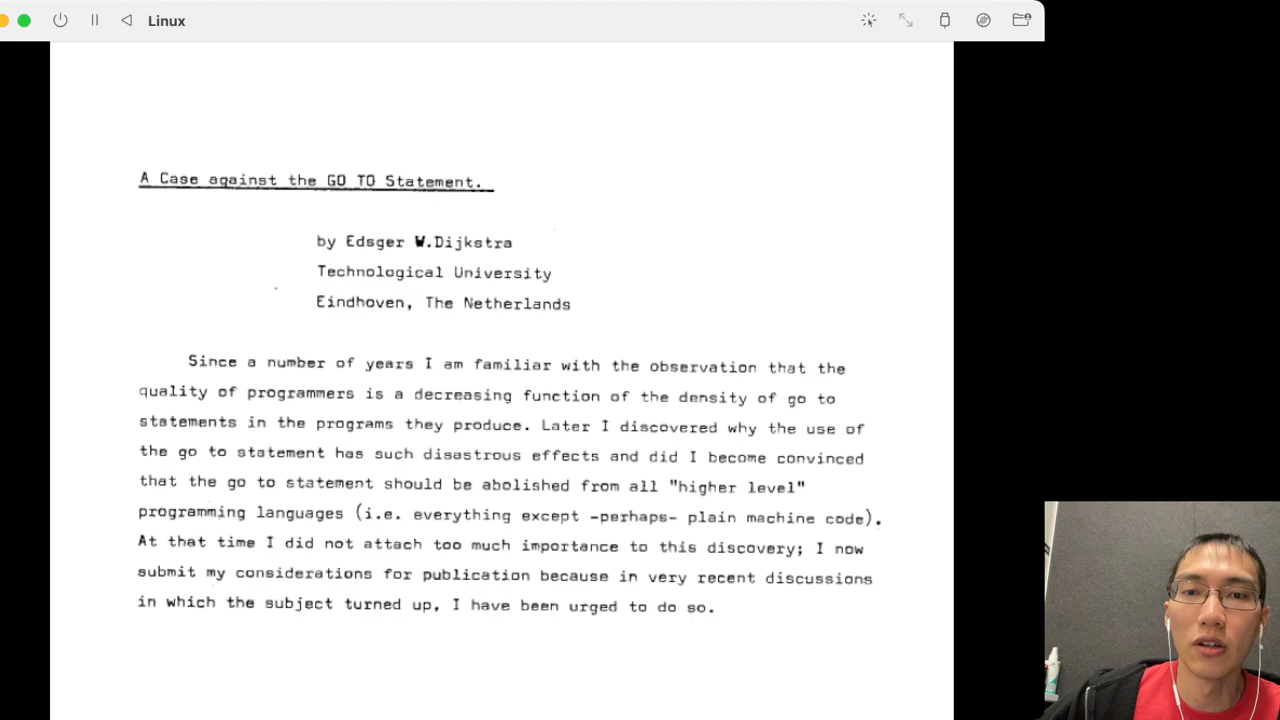 Linux
A Case against the GO TO Statement.
by Edsger W.Dijkstra
Technological University
Eindhoven, The Netherlands
Since a number of years I am familiar with the observation that the
quality of programmers is a decreasing function of the density of go to
statements in the programs they produce. Later I discovered why the use of
the go to statement has such disastrous effects and did I become convinced
that the go to statement should be abolished from all "higher level"
programming languages (i.e. everything except -perhaps- plain machine code).
At that time I did not attach too much importance to this discovery; I now
submit my considerations for publication because in very recent discussions
in which the subject turned up, I have been urged to do so.